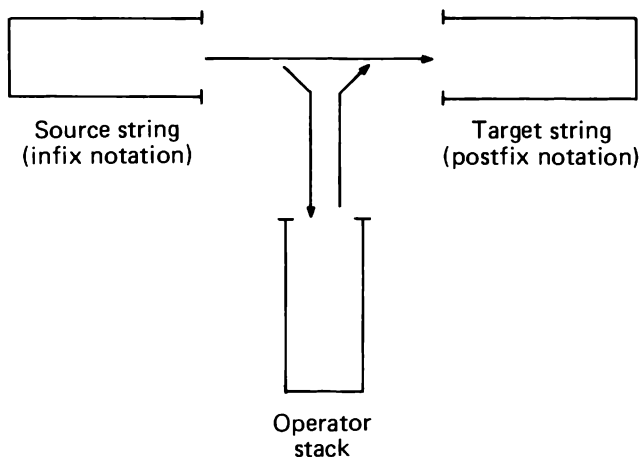 Source string
(infix notation)
Target string
(postfix notation)
Operator
stack